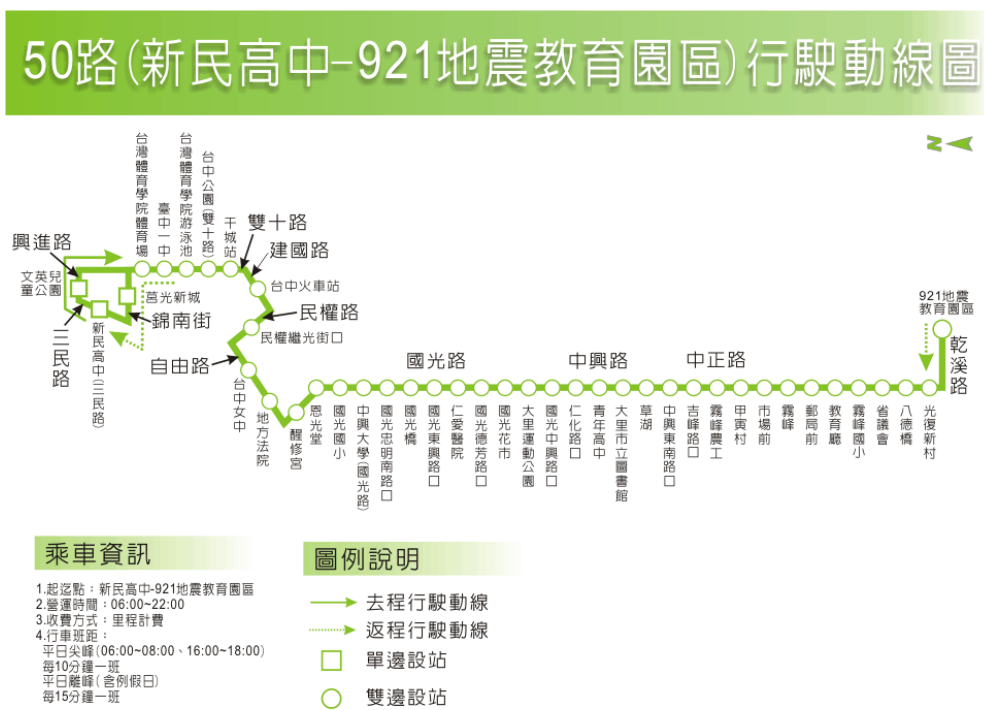 50路(新民高中-921地震教育園區)行駛動線圖
N
台灣體育學院體育場
臺中一中
台灣體育學院游泳池
台中公園(雙十路)
干城站
雙十路
建國路
興進路
文英兒
童公園
莒光新城
錦南街
三民路
新民高中(三民路)
台中火車站
民權路
民權繼光街口
自由路
台中女中
地方法院
醒修宮
國光路
中興路
中正路
921地震
教育園區
乾溪路
恩光堂
國光國小
中興大學(國光路)
國光忠明南路口
國光橋
國光東興路口
仁愛醫院
國光德芳路口
國光花市
大里運動公園
國光中興路口
仁化路口
青年高中
大里市立圖書館
草湖
中興東南路口
吉峰路口
霧峰農工
甲寅村
市場前
霧峰
郵局前
教育廳
霧峰國小
省議會
八德橋
光復新村
乘車資訊
1.起迄點：新民高中-921地震教育園區
2.營運時間：06:00~22:00
3.收費方式：里程計費
4.行車班距：
平日尖峰(06:00~08:00、16:00~18:00)
每10分鐘一班
平日離峰(含例假日)
每15分鐘一班
圖例說明
去程行駛動線
返程行駛動線
單邊設站
雙邊設站